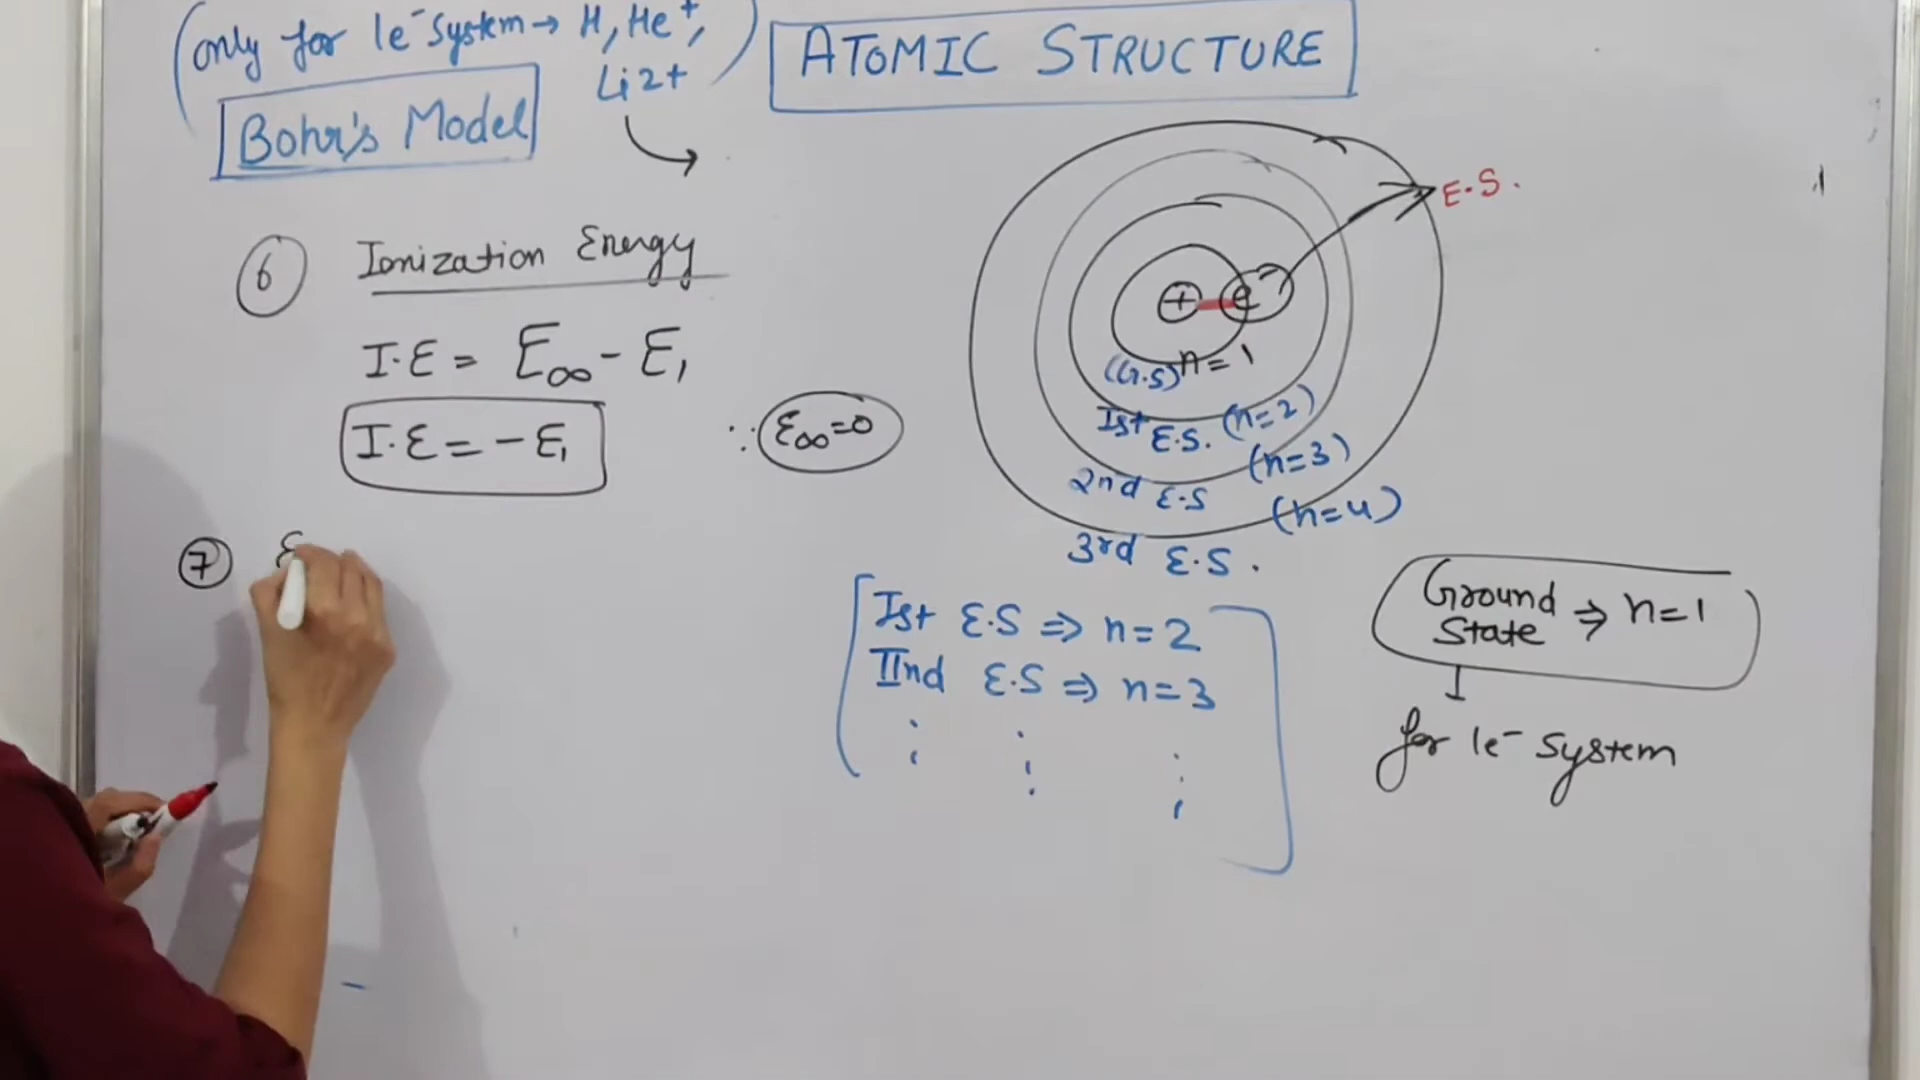 (only for 1e⁻ System → H, He⁺,
Li2+)
ATOMIC STRUCTURE
Bohr's Model
⑥ Ionization Energy
I.E = E∞ - E₁
I.E = - E₁ ∵ E∞=0
⑦ E
E.S.
+ e
(G.S) n=1
Ist E.S. (n=2)
2nd E.S (n=3)
3rd E.S. (n=4)
Ist E.S ⇒ n=2
IInd E.S ⇒ n=3
Ground State → n=1
for 1e⁻ System